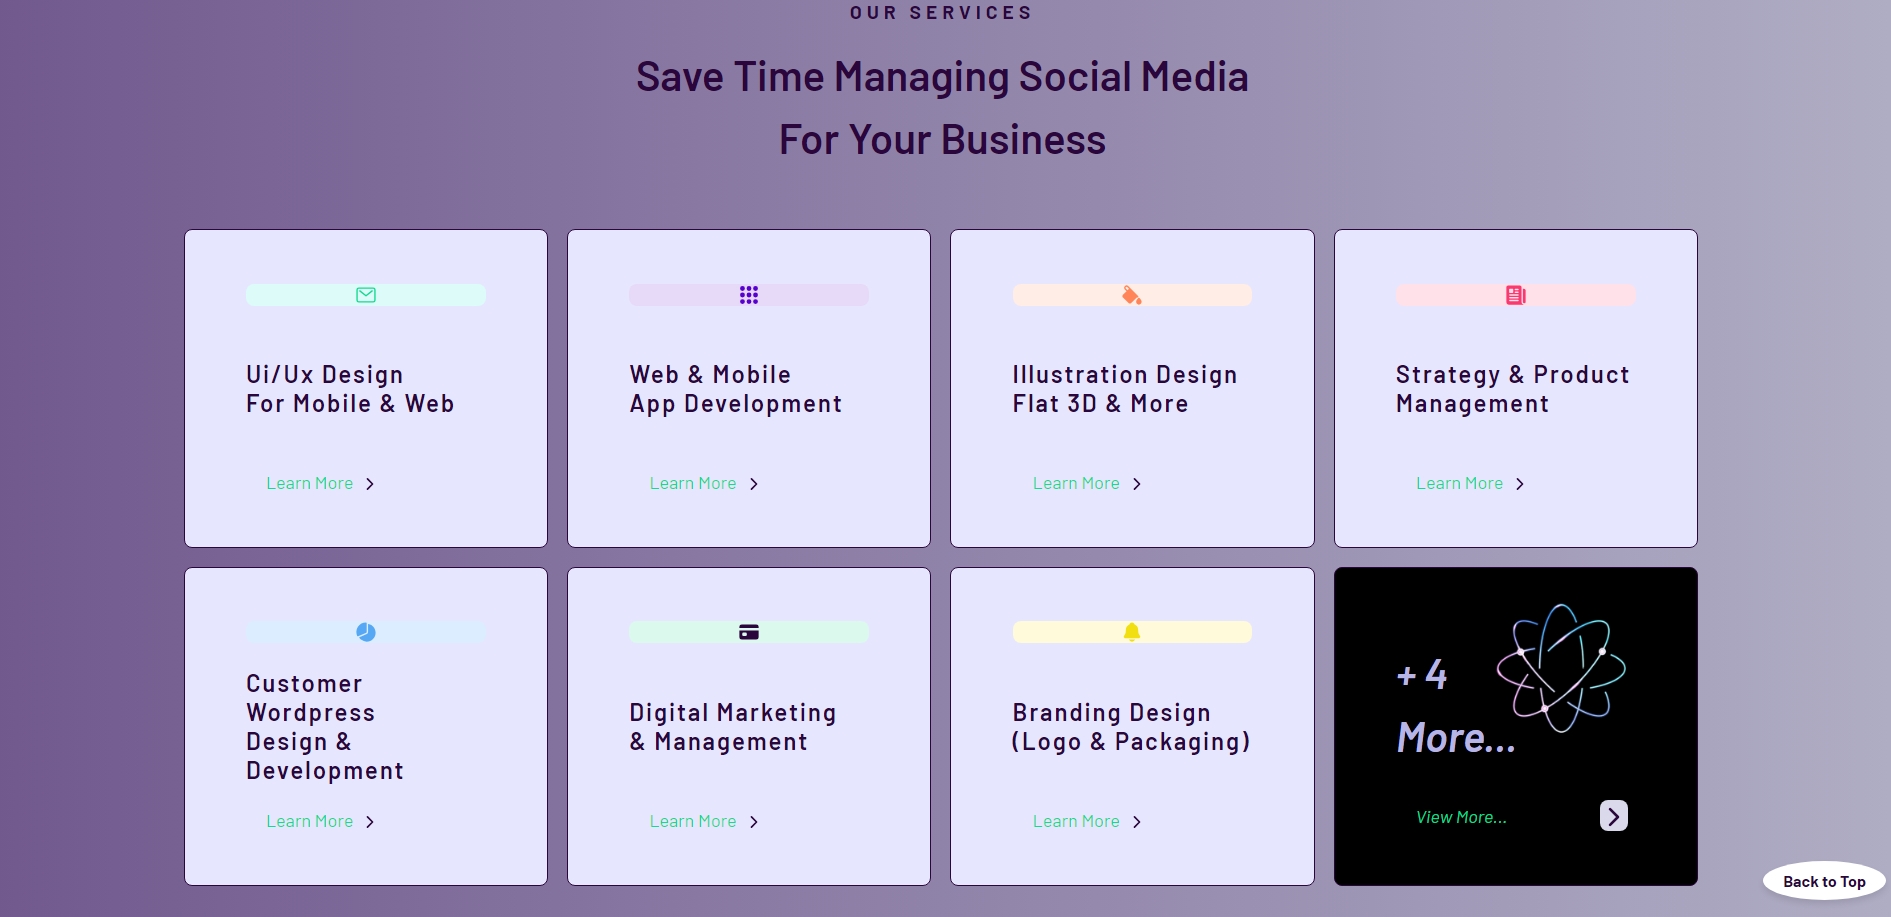 OUR SERVICES
Save Time Managing Social Media
For Your Business
Ui/Ux Design
For Mobile & Web
Learn More
Web & Mobile
App Development
Learn More
Illustration Design
Flat 3D & More
Learn More
Strategy & Product
Management
Learn More
Customer
Wordpress
Design &
Development
Learn More
Digital Marketing
& Management
Learn More
Branding Design
(Logo & Packaging)
Learn More
+ 4
More...
View More...
Back to Top